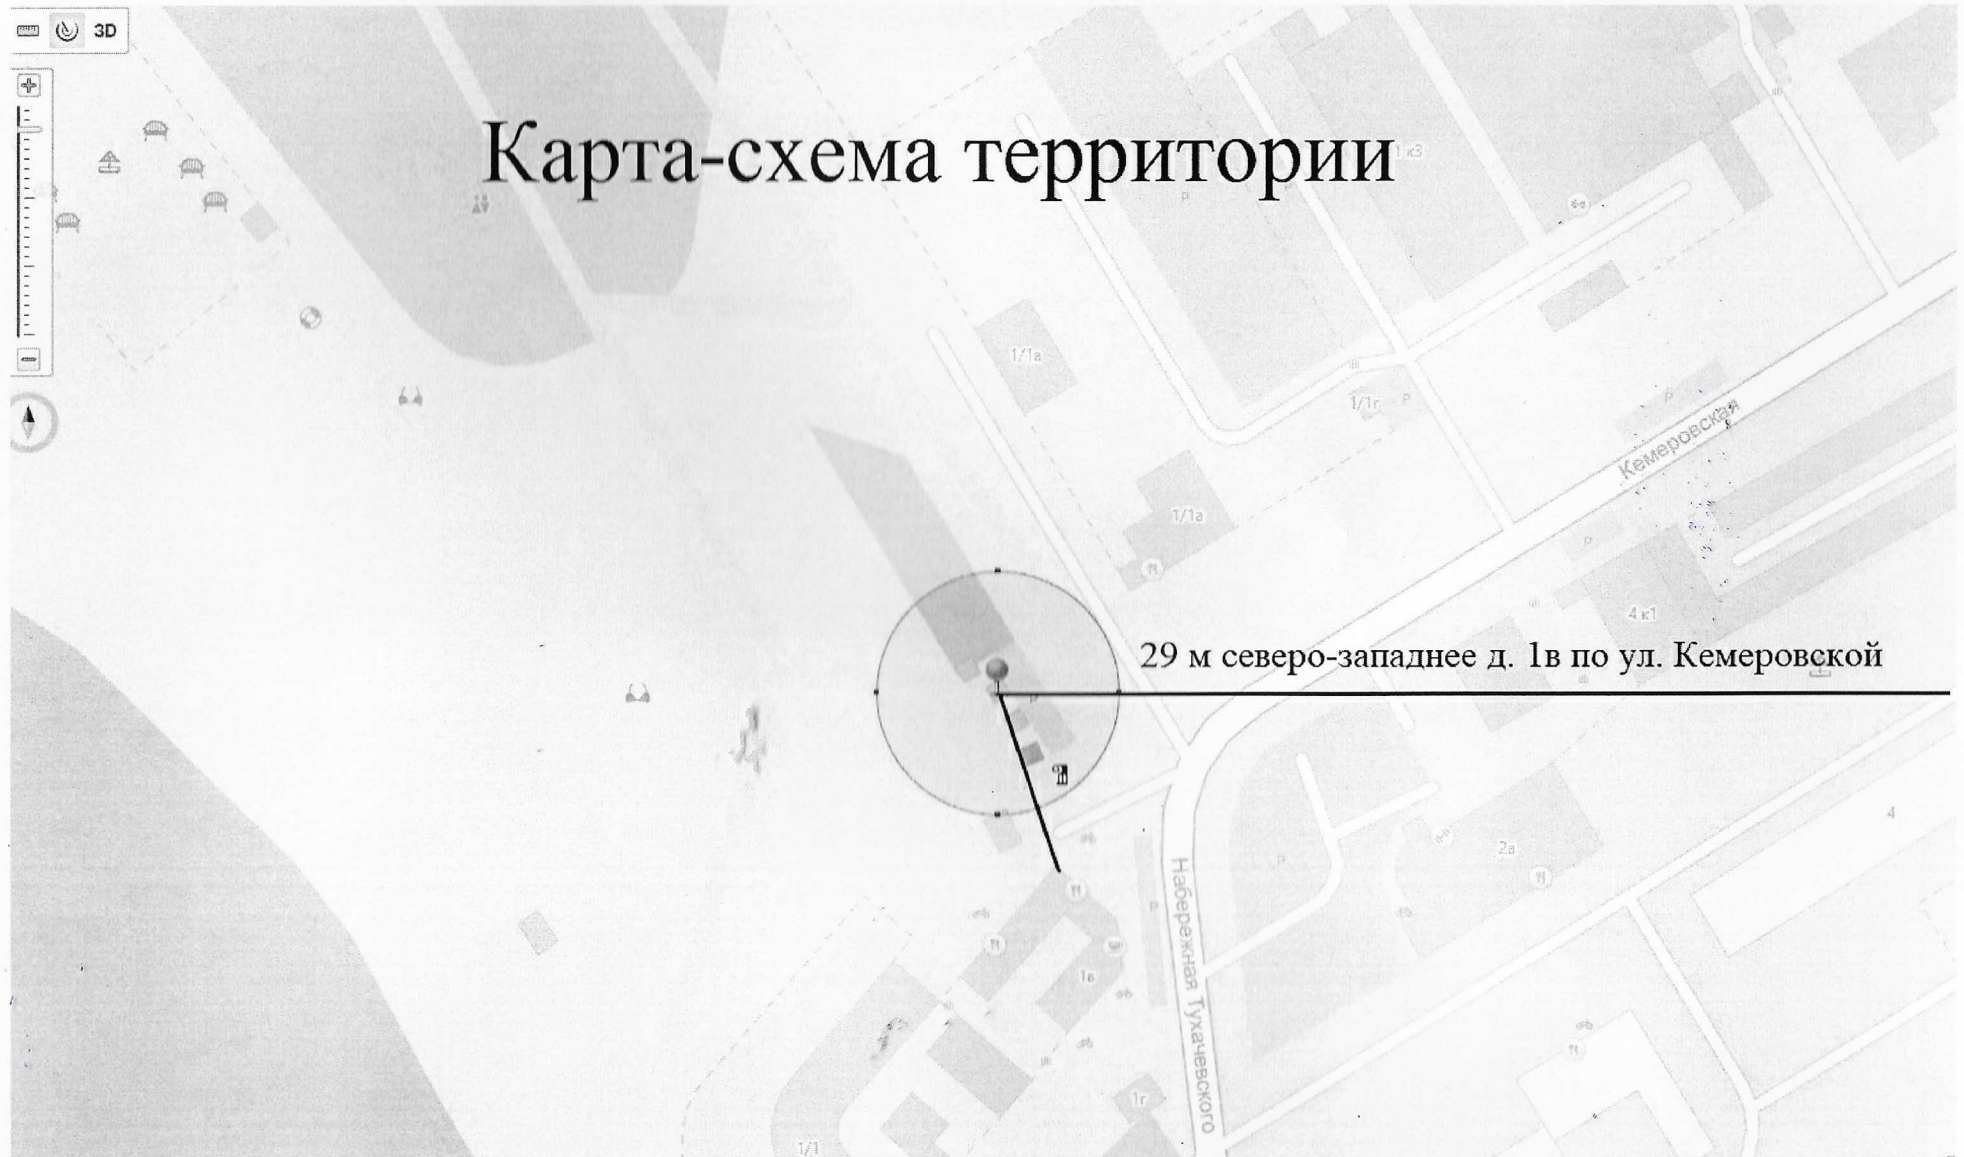 3D
Карта-схема территории
к3
1/1а
1/1г
Р
Р
Кемеровская
1/1а
Р
4 к1
29 м северо-западнее д. 1в по ул. Кемеровской
4
2а
Р
Р
Набережная Тухачевского
1в
1г
1/1